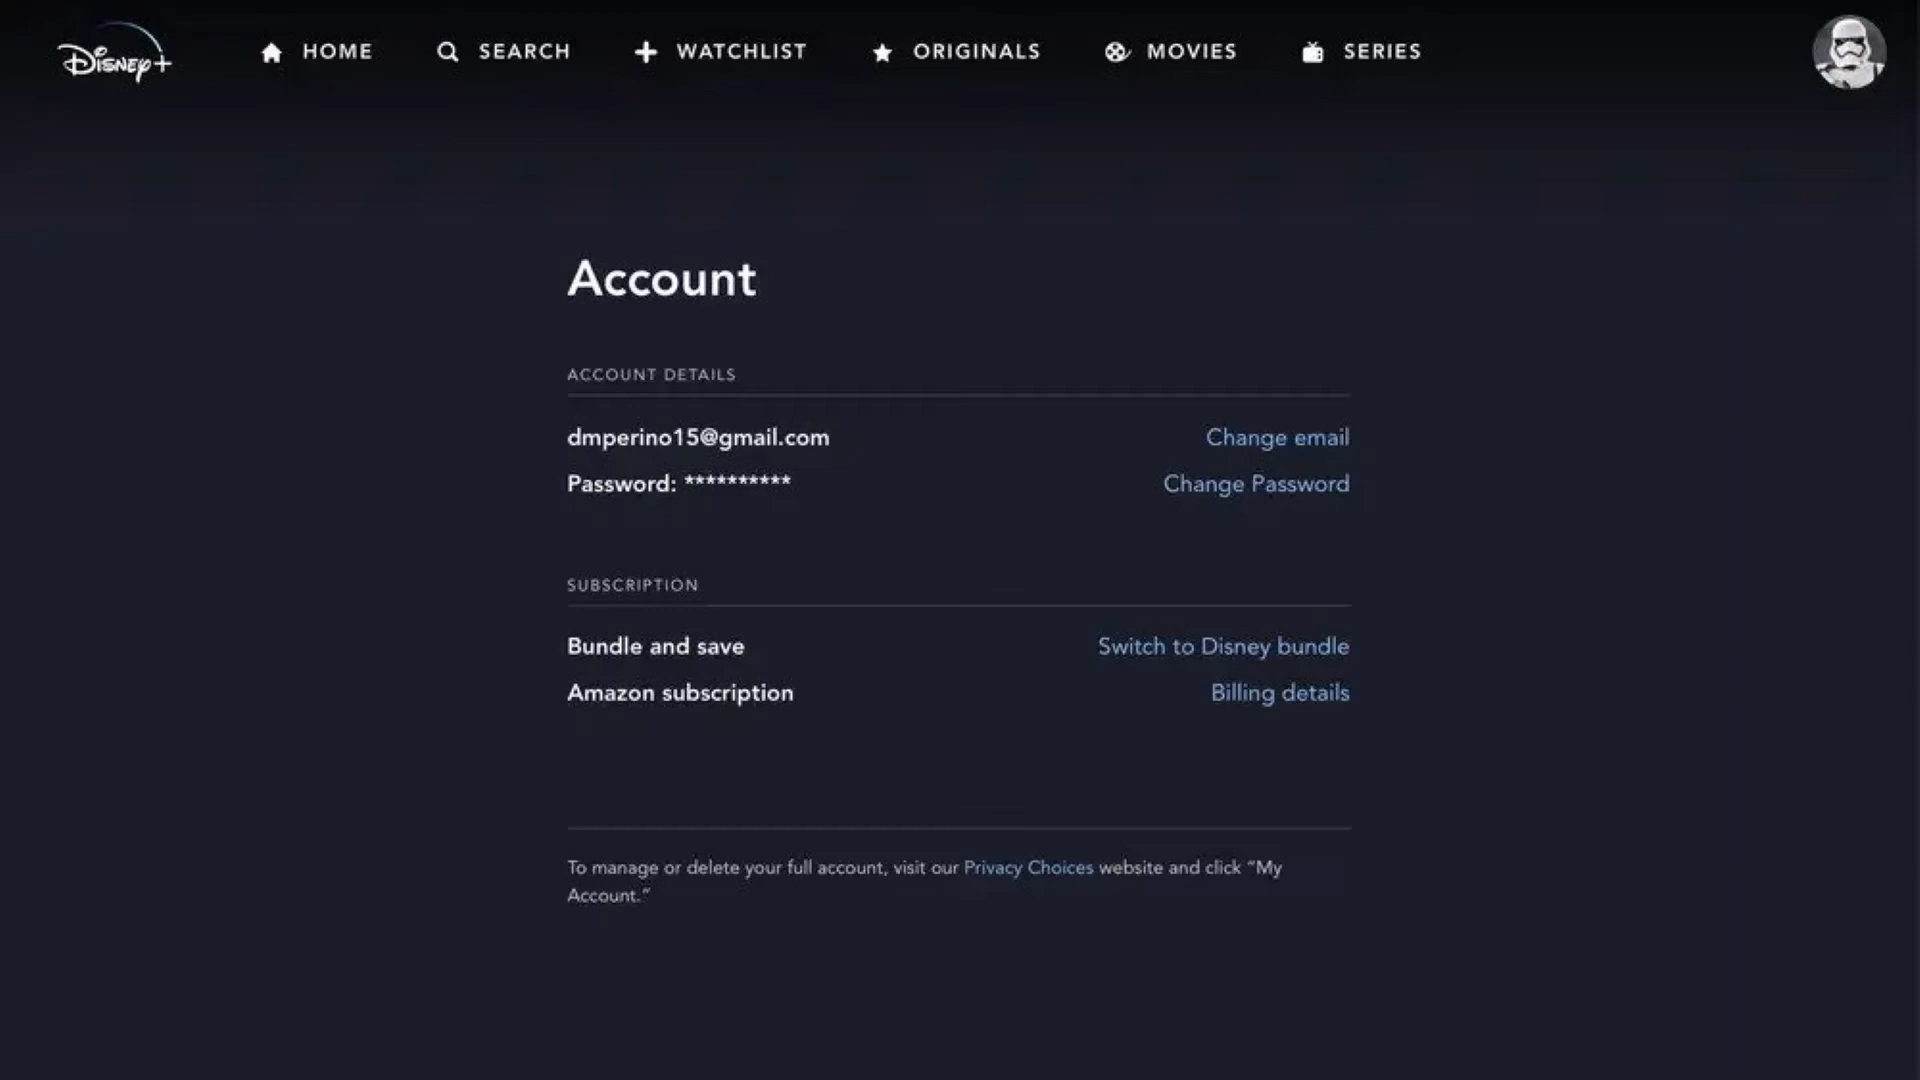 Disney+ HOME SEARCH WATCHLIST ORIGINALS MOVIES SERIES
Account
ACCOUNT DETAILS
dmperino15@gmail.com Change email
Password: ********** Change Password
SUBSCRIPTION
Bundle and save Switch to Disney bundle
Amazon subscription Billing details
To manage or delete your full account, visit our Privacy Choices website and click “My
Account.”